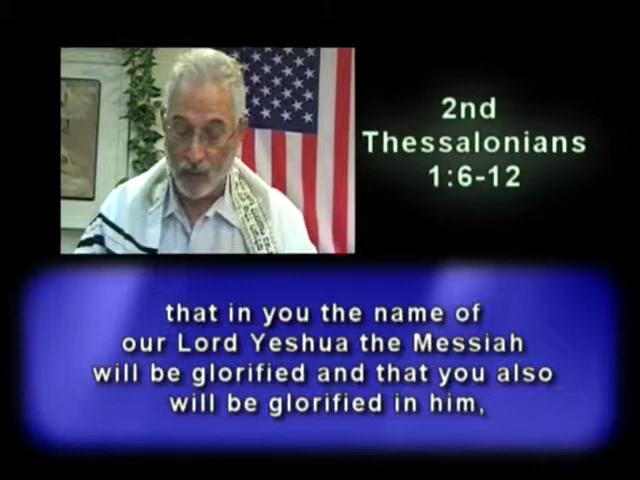 2nd
Thessalonians
1:6-12
that in you the name of
our Lord Yeshua the Messiah
will be glorified and that you also
will be glorified in him,